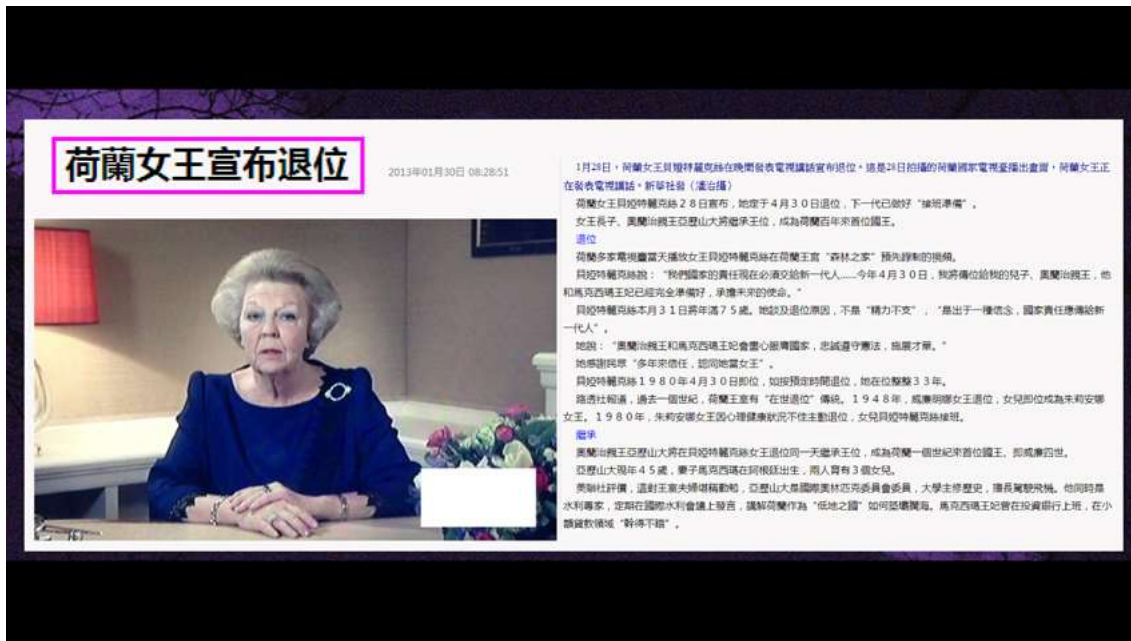 荷蘭女王宣布退位
2013年01月30日 08:28:51
1月28日，荷蘭女王貝婭特麗克絲在晚間發表電視講話宣布退位。這是28日拍攝的荷蘭國家電視臺播出畫面，荷蘭女王正
在發表電視講話。新華社發（潘治攝）
荷蘭女王貝婭特麗克絲２８日宣布，她定于４月３０日退位，下一代已做好“接班準備”。
女王長子、奧蘭治親王亞歷山大將繼承王位，成為荷蘭百年來首位國王。
退位
荷蘭多家電視臺當天播放女王貝婭特麗克絲在荷蘭王宮“森林之家”預先錄制的視頻。
貝婭特麗克絲說：“我們國家的責任現在必須交給新一代人……今年４月３０日，我將傳位給我的兒子、奧蘭治親王，他
和馬克西瑪王妃已經完全準備好，承擔未來的使命。”
貝婭特麗克絲本月３１日將年滿７５歲。她談及退位原因，不是“精力不支”，“是出于一種信念，國家責任應傳給新
一代人”。
她說：“奧蘭治親王和馬克西瑪王妃會盡心服膺國家，忠誠遵守憲法，施展才華。”
她感謝民眾“多年來信任，認同她當女王”。
貝婭特麗克絲１９８０年４月３０日即位，如按預定時間退位，她在位整整３３年。
路透社報道，過去一個世紀，荷蘭王室有“在世退位”傳統。１９４８年，威廉明娜女王退位，女兒即位成為朱莉安娜
女王。１９８０年，朱莉安娜女王因心理健康狀況不佳主動退位，女兒貝婭特麗克絲接班。
繼承
奧蘭治親王亞歷山大將在貝婭特麗克絲女王退位同一天繼承王位，成為荷蘭一個世紀來首位國王，即威廉四世。
亞歷山大現年４５歲，妻子馬克西瑪在阿根廷出生，兩人育有３個女兒。
美聯社評價，這對王室夫婦堪稱勤勉，亞歷山大是國際奧林匹克委員會委員，大學主修歷史，擅長駕駛飛機。他同時是
水利專家，定期在國際水利會議上發言，講解荷蘭作為“低地之國”如何築壩攔海。馬克西瑪王妃曾在投資銀行上班，在小
額貸款領域“幹得不錯”。